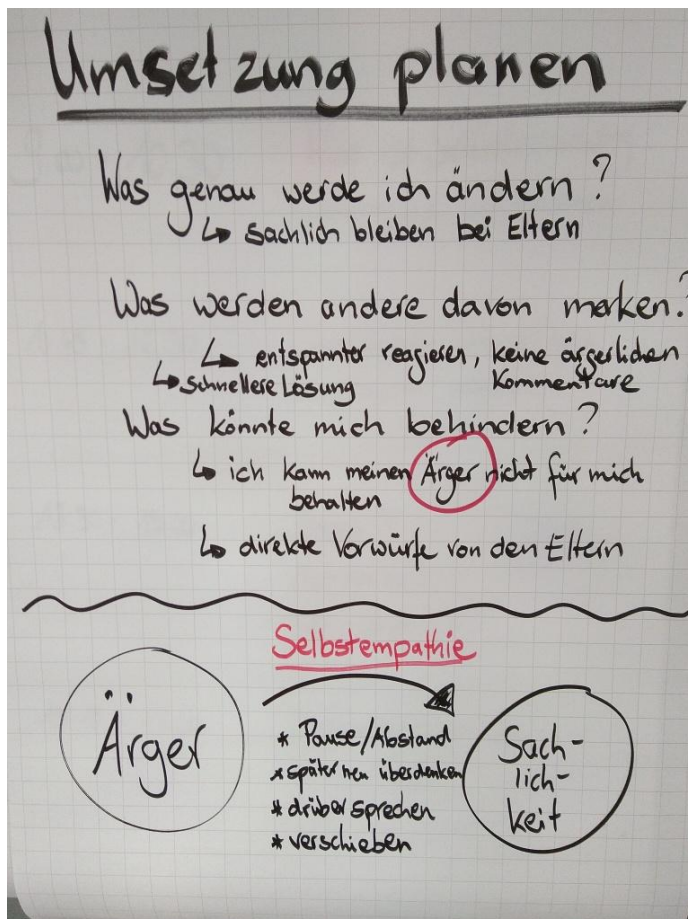 Umsetzung planen
Was genau werde ich ändern?
↳ sachlich bleiben bei Eltern
Was werden andere davon merken?
↳ entspannter reagieren, keine ärgerlichen
Kommentare
↳ schnellere Lösung
Was könnte mich behindern?
↳ ich kann meinen Ärger nicht für mich
behalten
↳ direkte Vorwürfe von den Eltern
Selbstempathie
Ärger
* Pause/Abstand
* später neu überdenken
* drüber sprechen
* verschieben
Sach-
lich-
keit